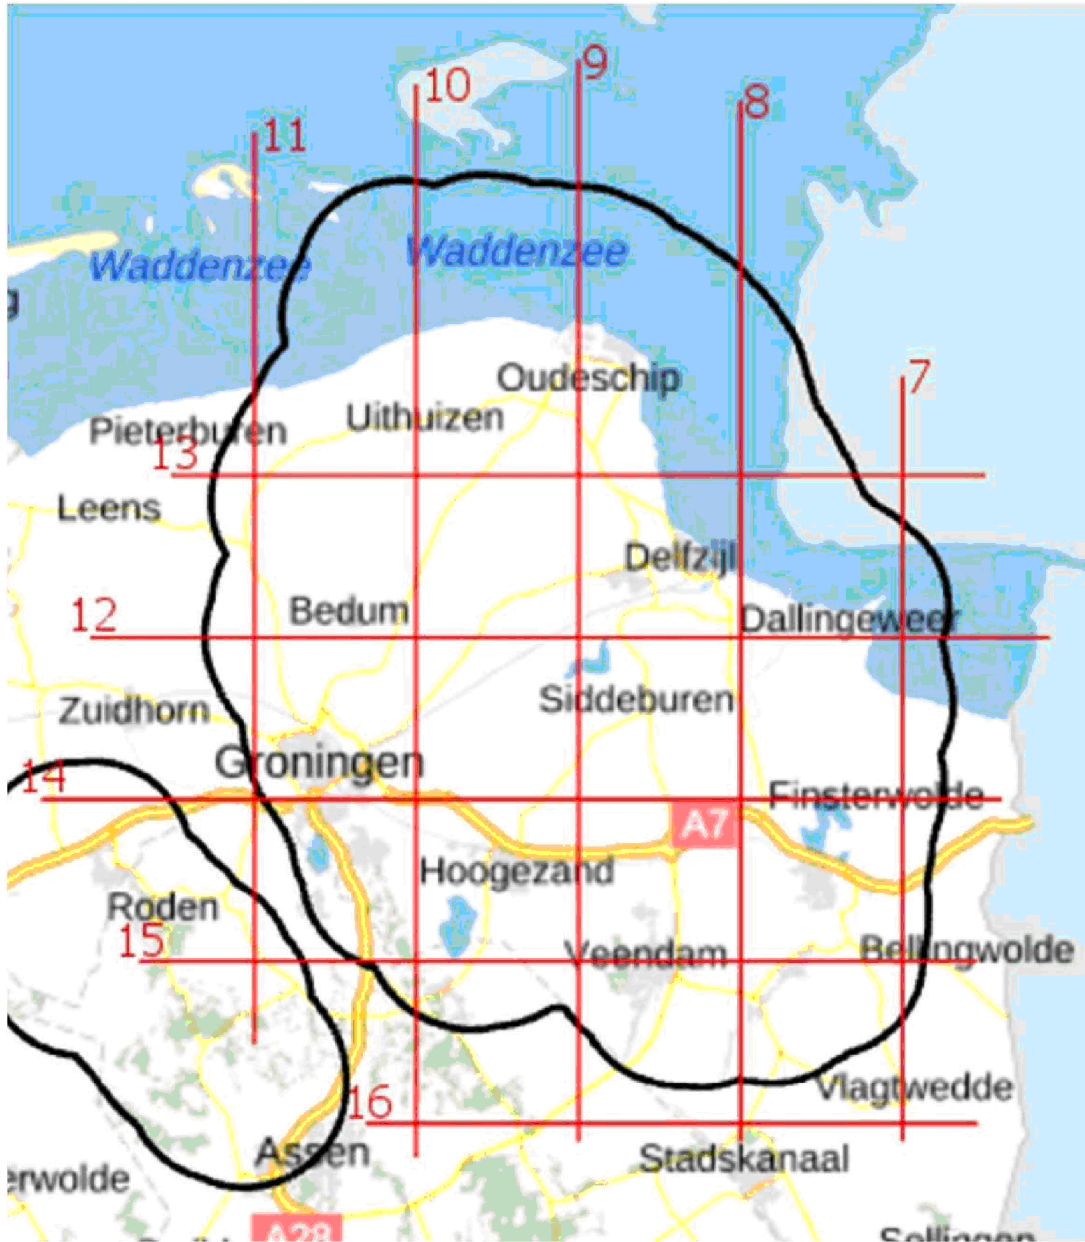 9
10
8
11
Waddenzee
Waddenzee
g
Oudeschip
7
Uithuizen
Pieterburen
13
Leens
Delfzijl
Bedum
12
Dallingeweer
Siddeburen
Zuidhorn
Groningen
14
Finsterwolde
A7
Hoogezand
Roden
15
Veendam
Bellingwolde
Vlagtwedde
16
Assen
Stadskanaal
erwolde
A28